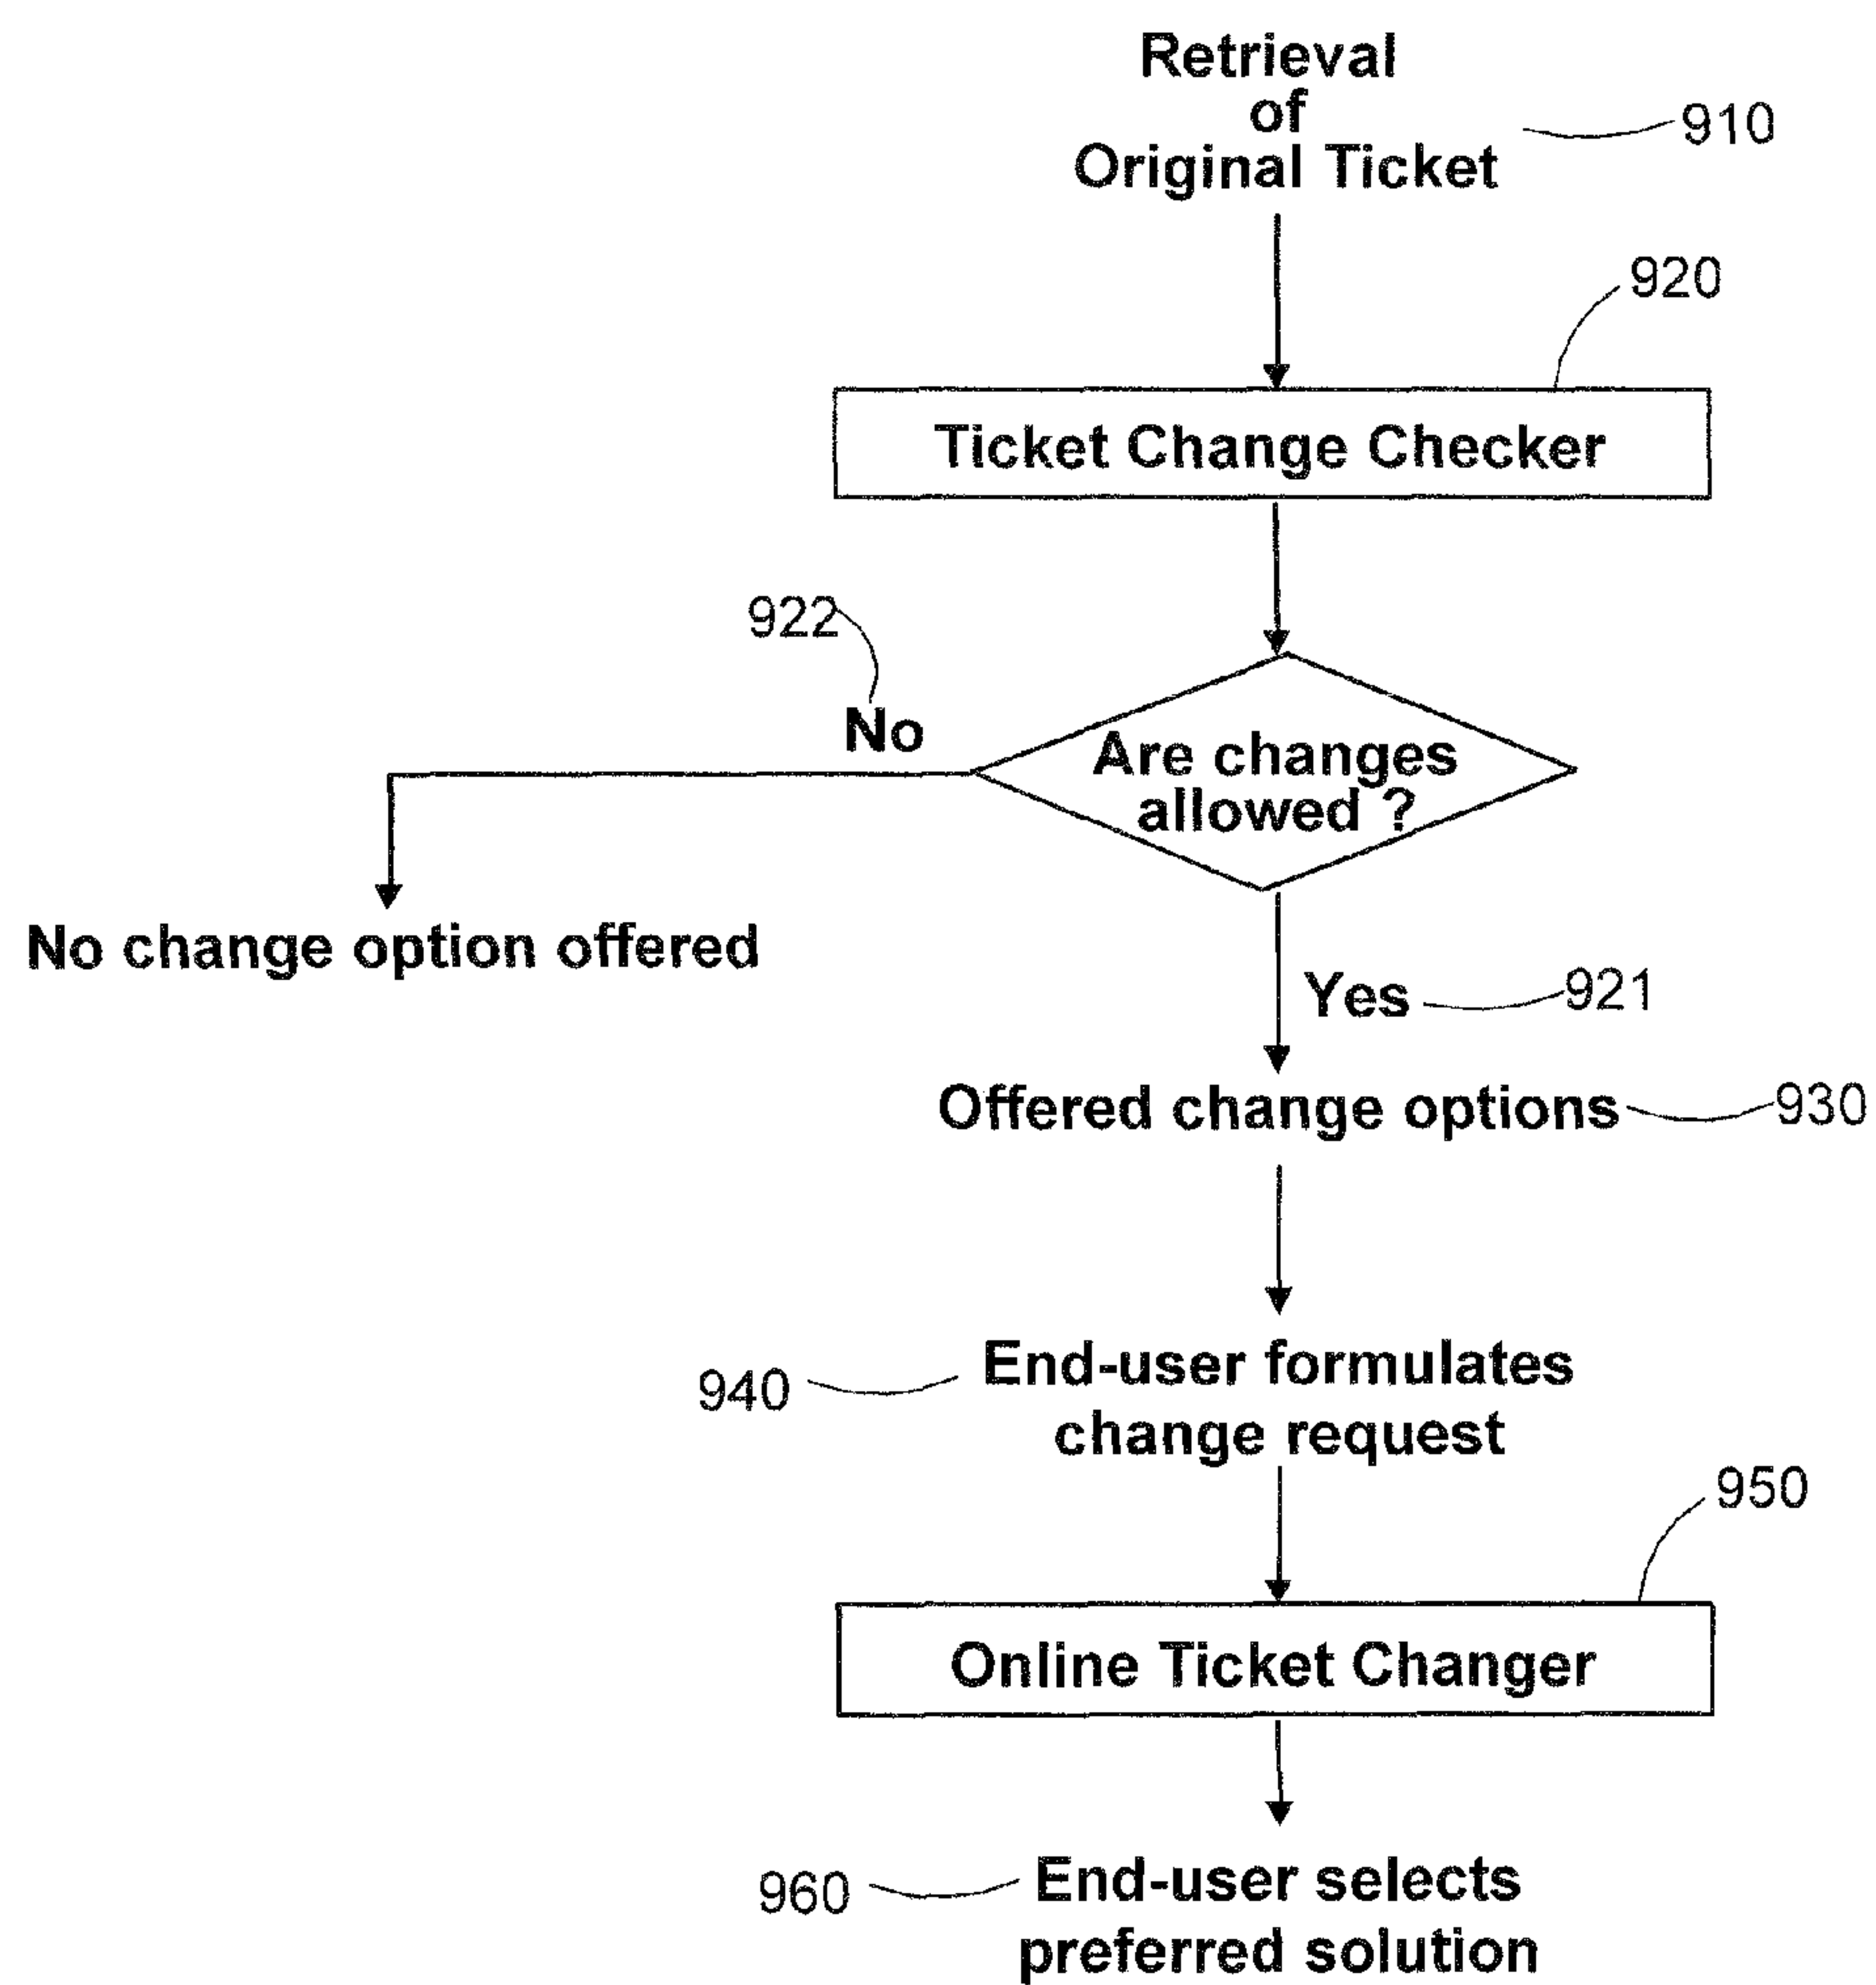 Retrieval
of
Original Ticket
910
920
Ticket Change Checker
922
No
Are changes
allowed ?
No change option offered
Yes
921
Offered change options
930
End-user formulates
940
change request
950
Online Ticket Changer
960
End-user selects
preferred solution